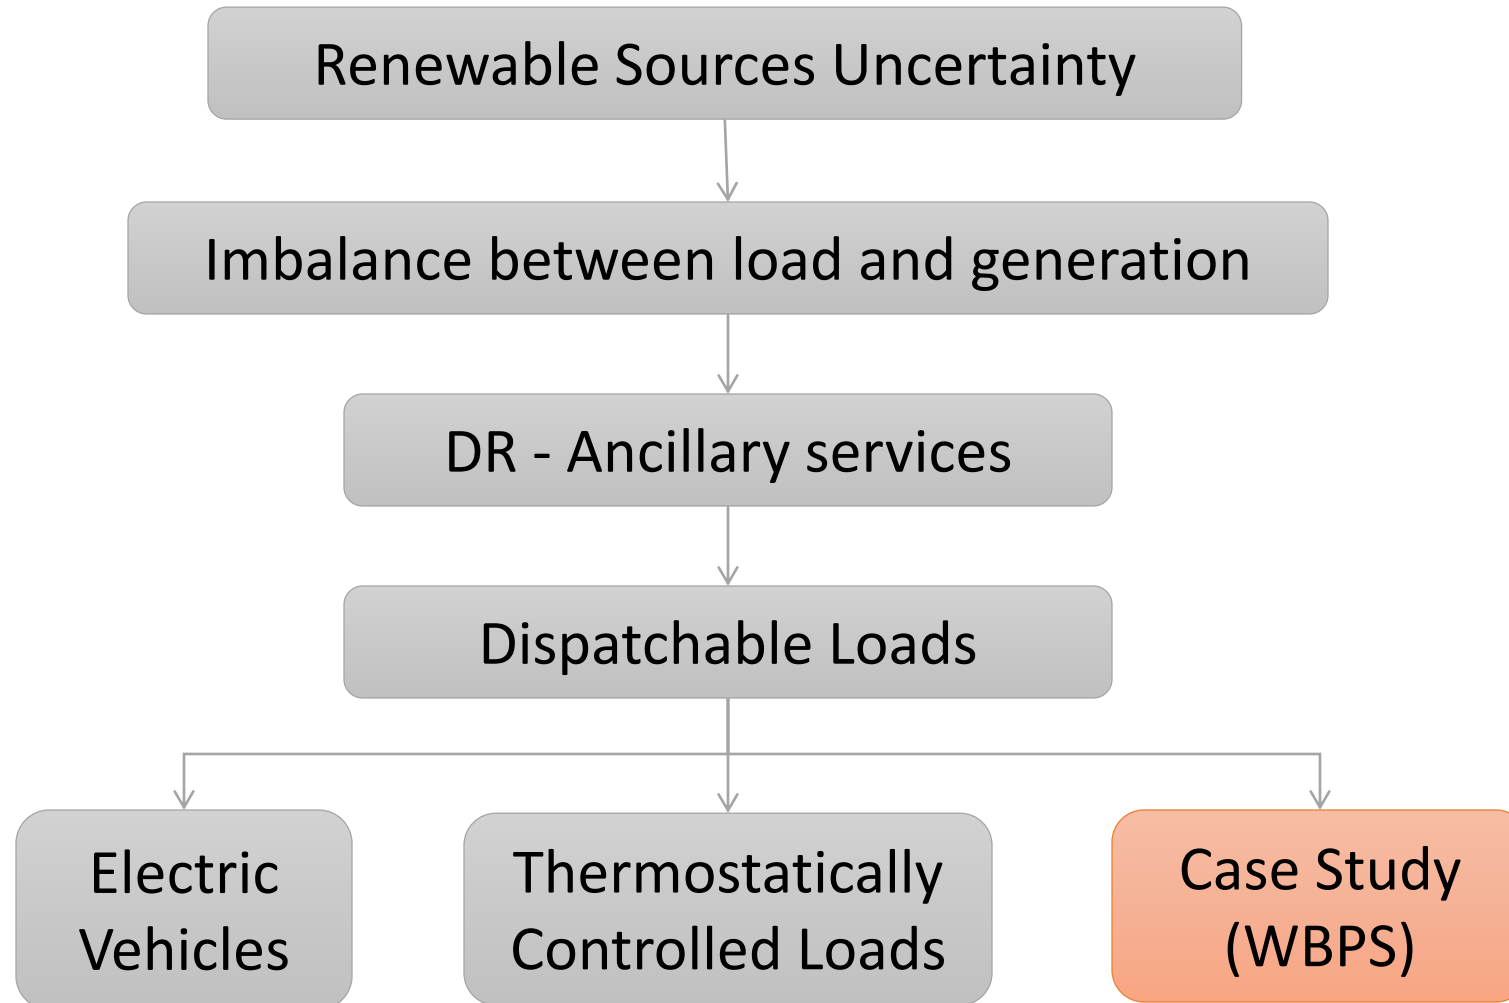 Renewable Sources Uncertainty
Imbalance between load and generation
DR - Ancillary services
Dispatchable Loads
Electric
Vehicles
Thermostatically
Controlled Loads
Case Study
(WBPS)